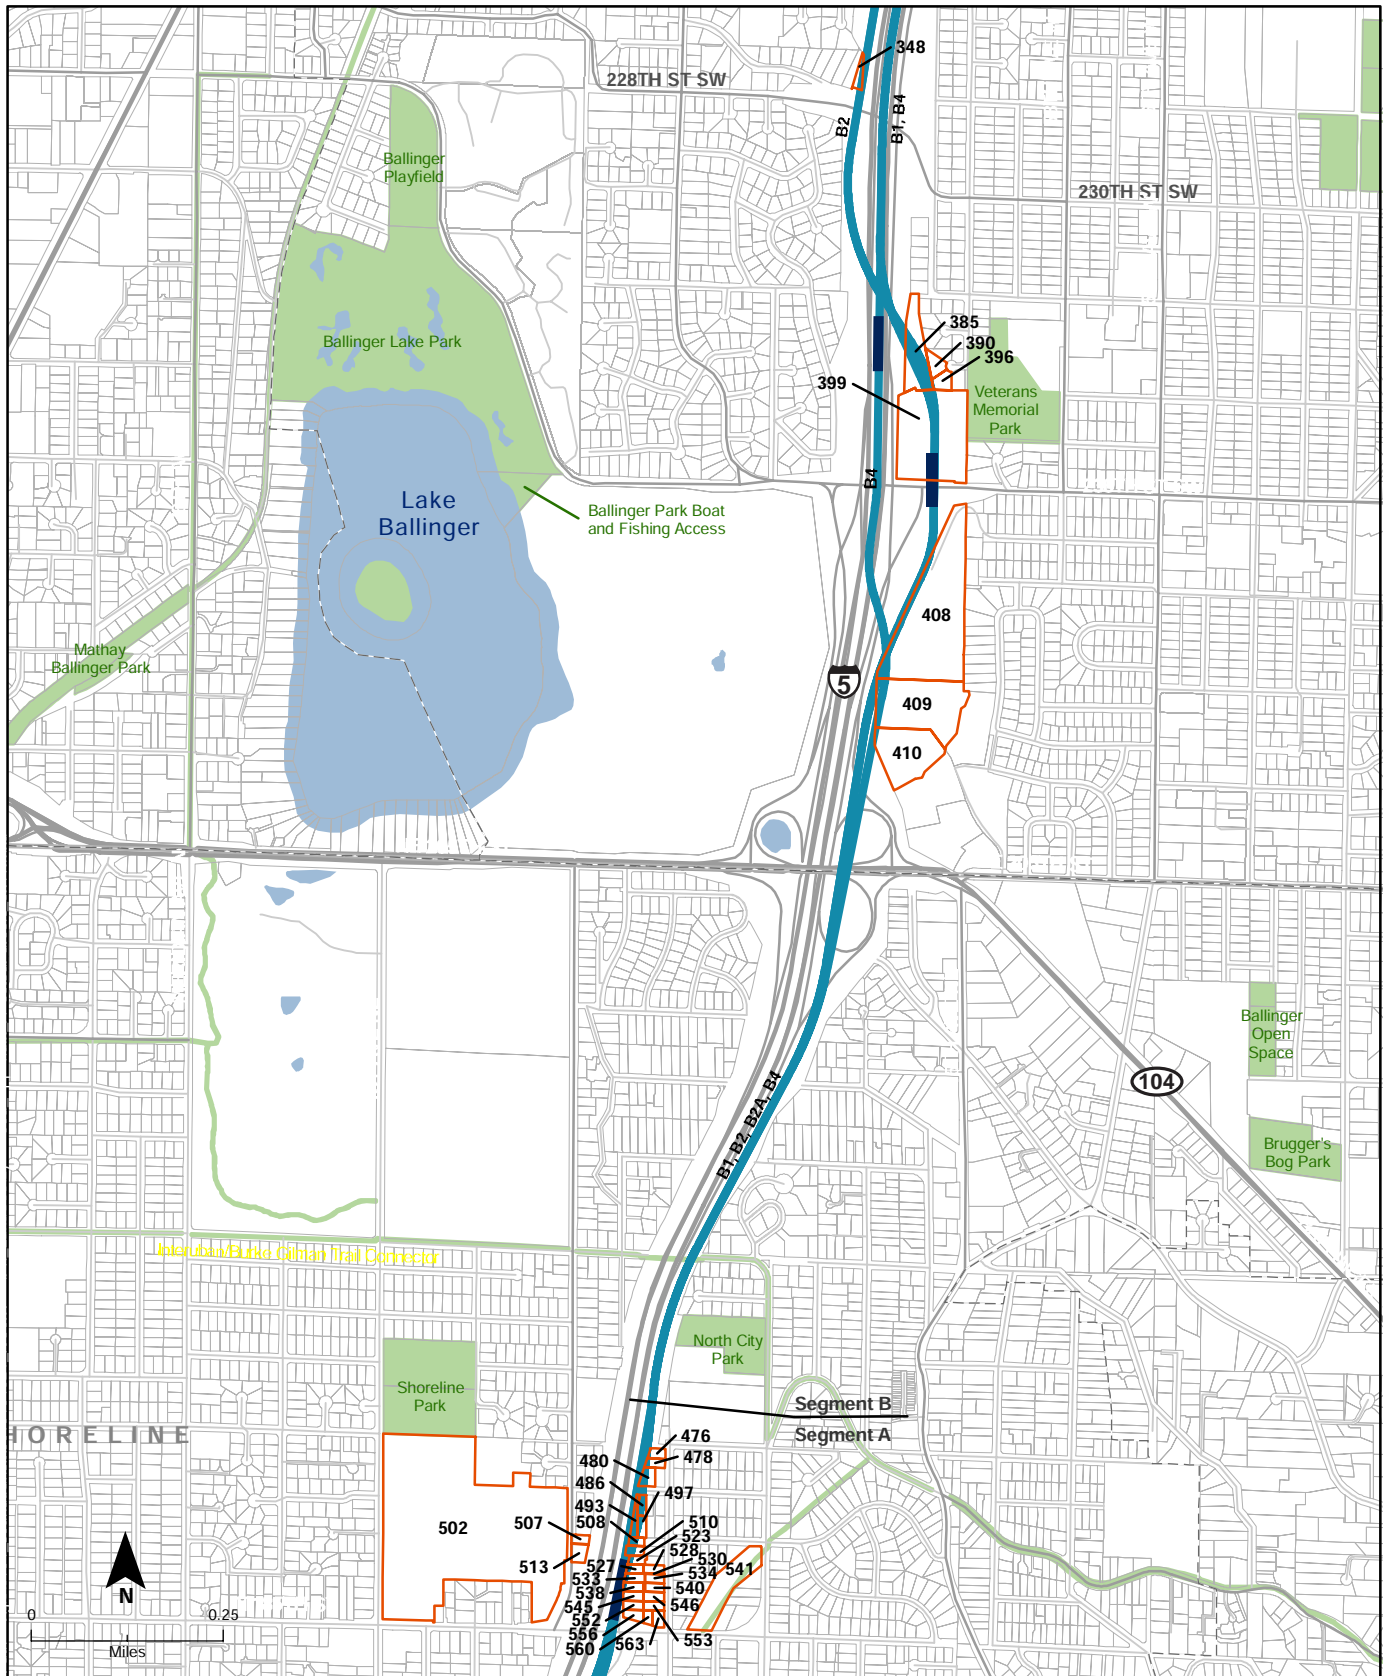 348
228TH ST SW
B2
B1, B4
Ballinger
Playfield
230TH ST SW
385
390
396
399
Ballinger Lake Park
Veterans
Memorial
Park
B4
Lake
Ballinger
Ballinger Park Boat
and Fishing Access
408
Mathay
Ballinger Park
5
409
410
Ballinger
Open
Space
104
B1, B2, B2A, B4
Brugger's
Bog Park
Interurban/Burke Gilman Trail Connector
North City
Park
Shoreline
Park
Segment B
Segment A
HORELINE
476
478
480
486
497
493
502
507
508
510
523
528
513
527
530
541
533
534
538
540
545
546
552
556
553
560
563
N
0
0.25
Miles